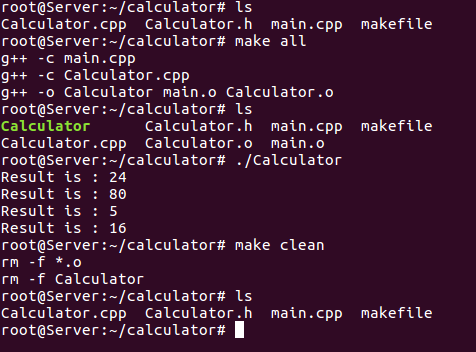 root@Server:~/calculator# ls
Calculator.cpp  Calculator.h  main.cpp  makefile
root@Server:~/calculator# make all
g++ -c main.cpp
g++ -c Calculator.cpp
g++ -o Calculator main.o Calculator.o
root@Server:~/calculator# ls
Calculator      Calculator.h  main.cpp  makefile
Calculator.cpp  Calculator.o  main.o
root@Server:~/calculator# ./Calculator
Result is : 24
Result is : 80
Result is : 5
Result is : 16
root@Server:~/calculator# make clean
rm -f *.o
rm -f Calculator
root@Server:~/calculator# ls
Calculator.cpp  Calculator.h  main.cpp  makefile
root@Server:~/calculator#